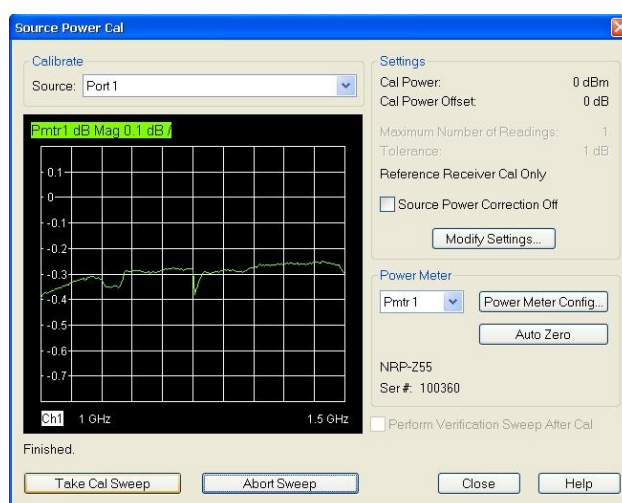 Source Power Cal
Calibrate
Source: Port 1
Pmtr1 dB Mag 0.1 dB /
0.1
0
-0.1
-0.2
-0.3
-0.4
-0.5
-0.6
-0.7
Ch1 1 GHz 1.5 GHz
Finished.
Take Cal Sweep
Abort Sweep
Settings
Cal Power: 0 dBm
Cal Power Offset: 0 dB
Maximum Number of Readings: 1
Tolerance: 1 dB
Reference Receiver Cal Only
Source Power Correction Off
Modify Settings...
Power Meter
Pmtr 1
Power Meter Config...
Auto Zero
NRP-Z55
Ser #: 100360
Perform Verification Sweep After Cal
Close
Help